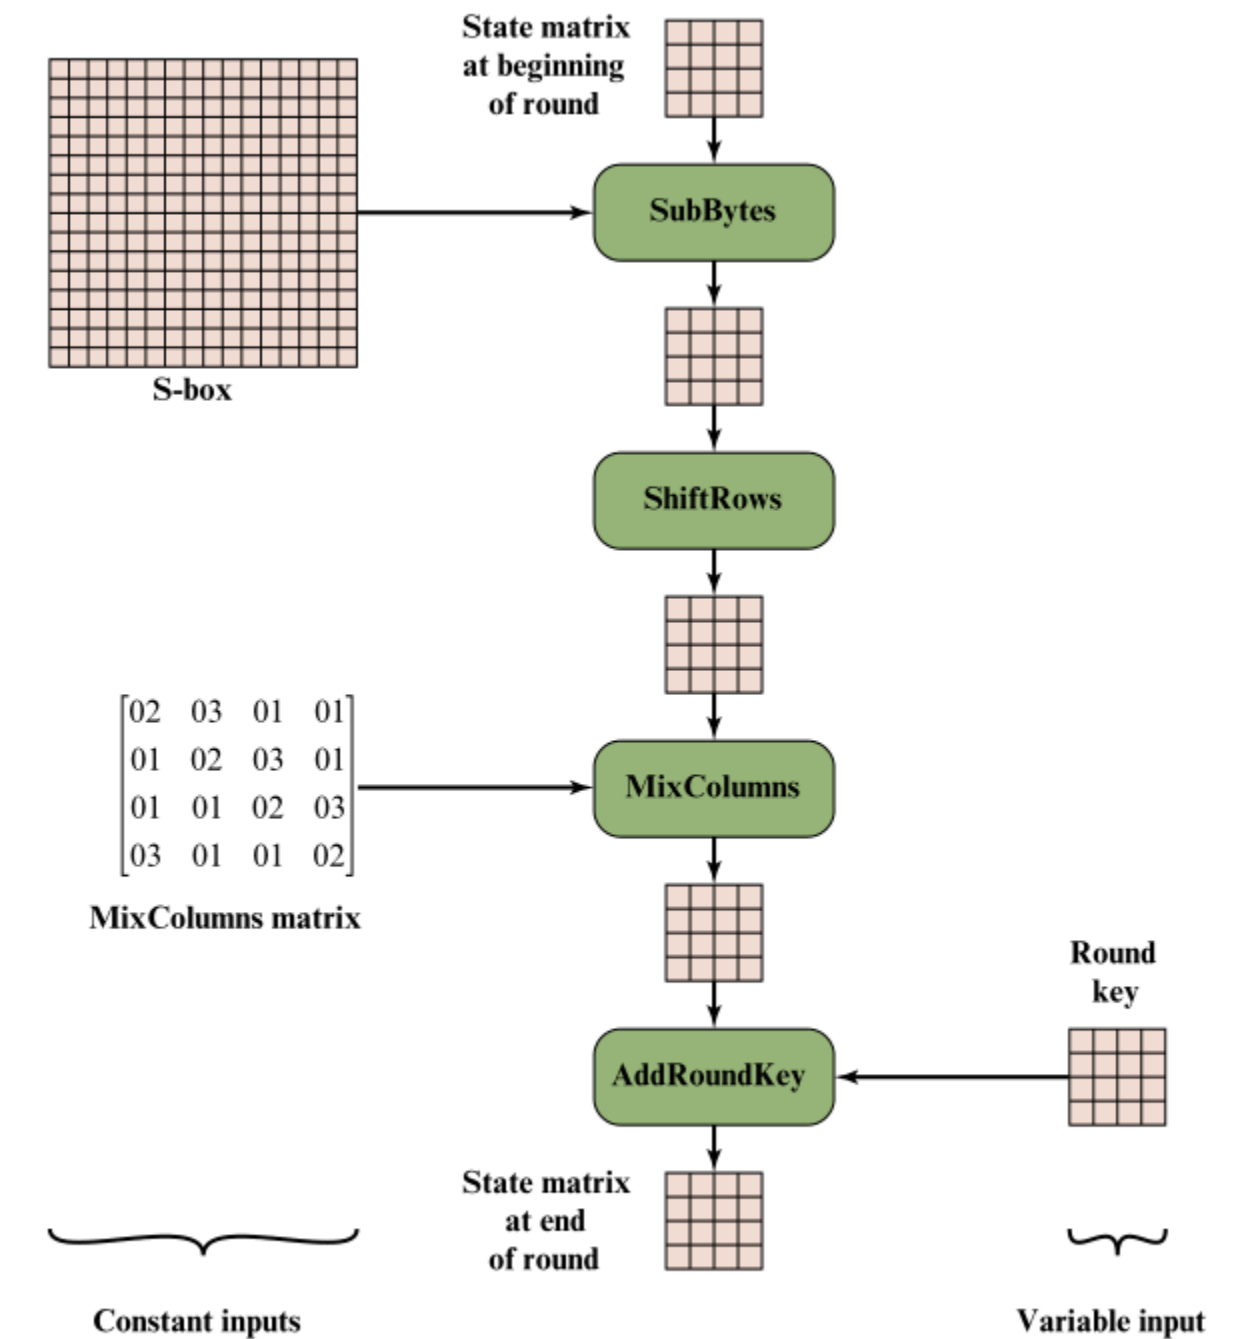 State matrix
at beginning
of round
SubBytes
S-box
ShiftRows
02 03 01 01
01 02 03 01
01 01 02 03
03 01 01 02
MixColumns matrix
MixColumns
Round
key
AddRoundKey
State matrix
at end
of round
Constant inputs
Variable input